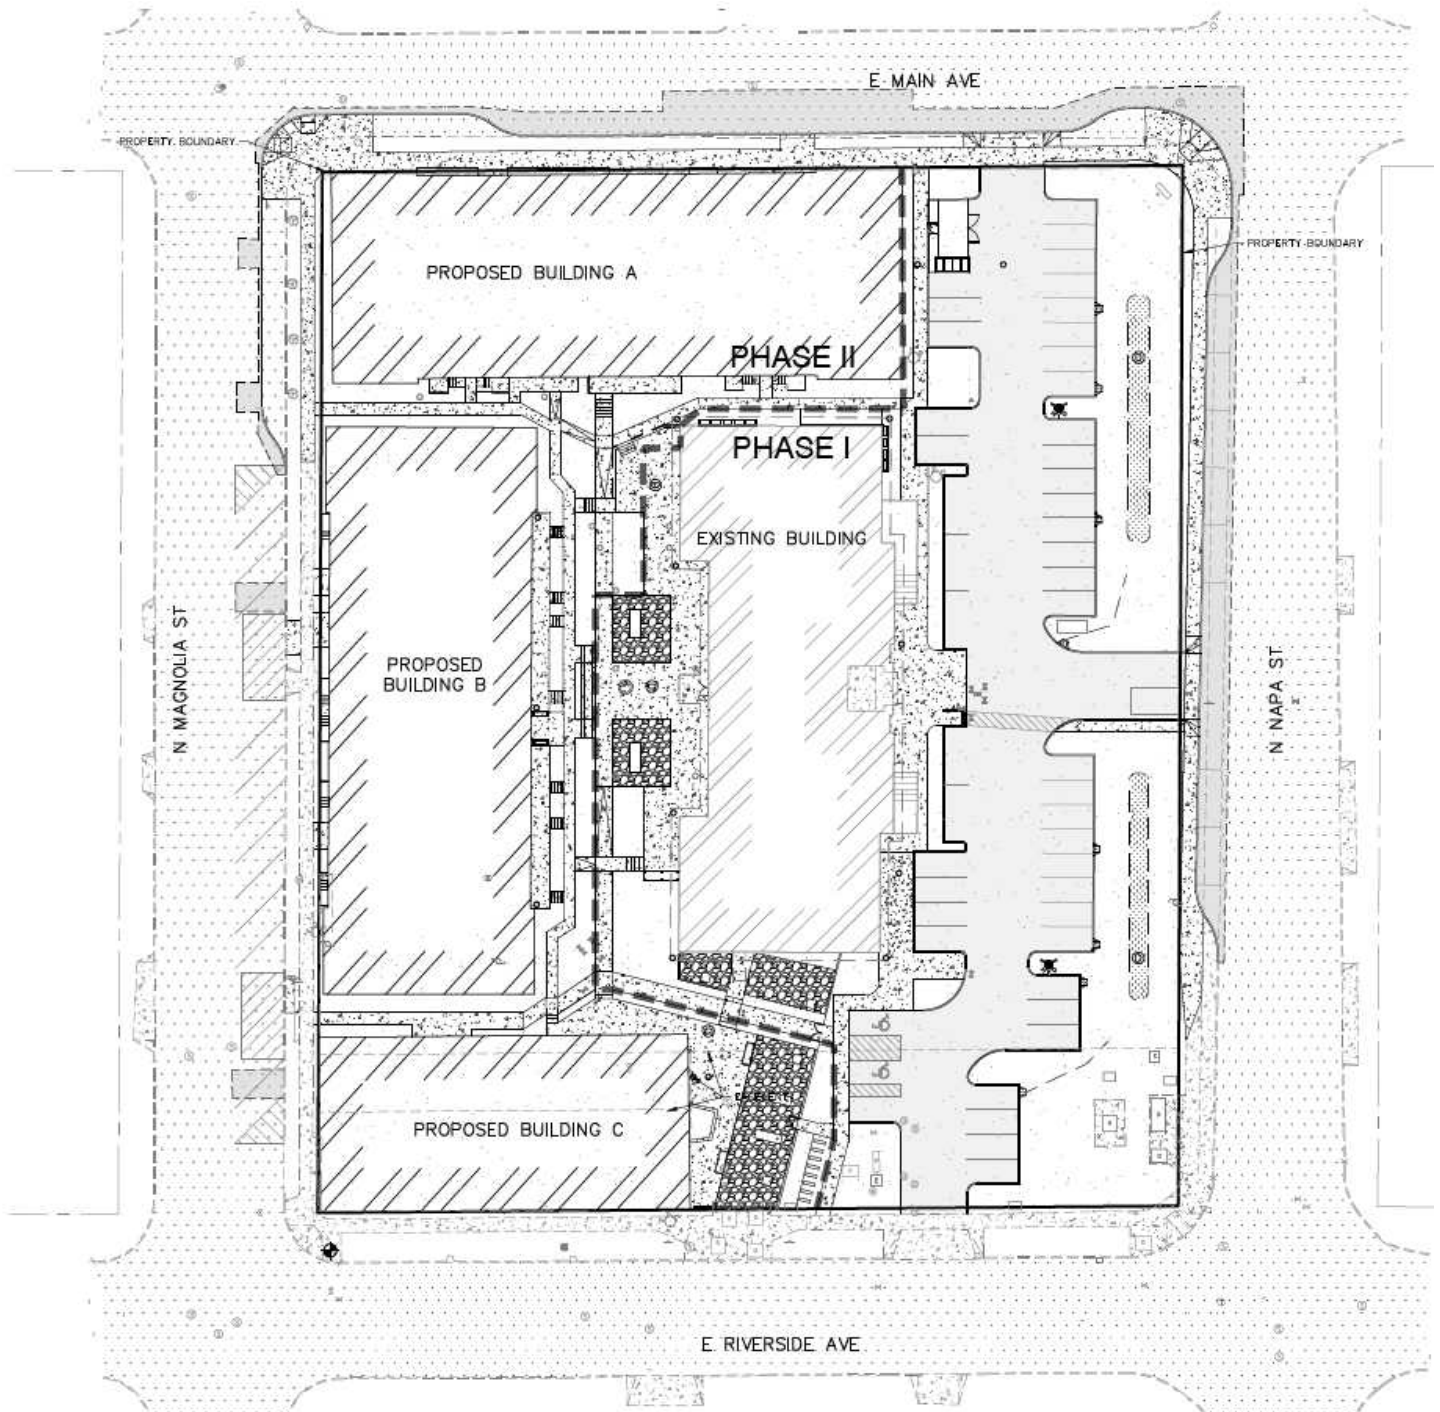 E MAIN AVE
PROPERTY BOUNDARY
PROPERTY BOUNDARY
PROPOSED BUILDING A
PHASE II
PHASE I
EXISTING BUILDING
N MAGNOLIA ST
PROPOSED
BUILDING B
N NAPA ST
PROPOSED BUILDING C
E RIVERSIDE AVE